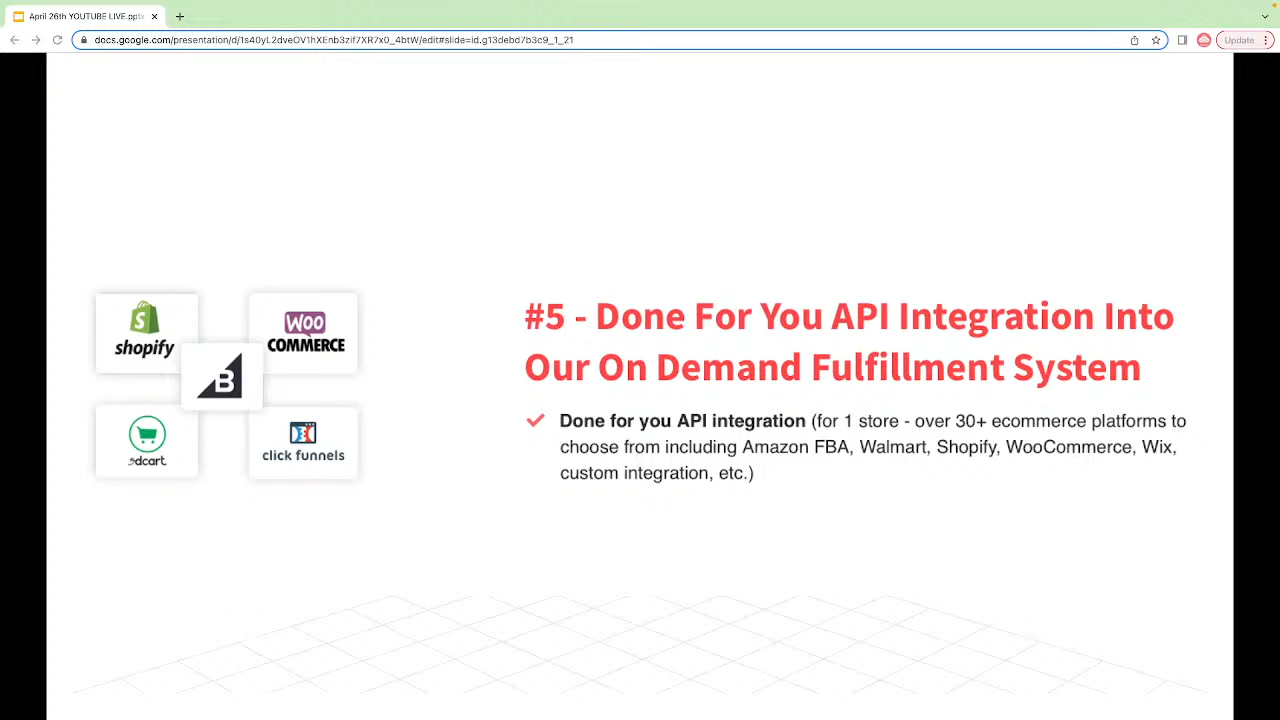 April 26th YOUTUBE LIVE.pptx
docs.google.com/presentation/d/1s40yL2dveOV1hXEnb3zif7XR7x0_4btW/edit#slide=id.g13debd7b3c9_1_21
Update
shopify
WOO
COMMERCE
B
3dcart
click funnels
#5 - Done For You API Integration Into
Our On Demand Fulfillment System
Done for you API integration (for 1 store - over 30+ ecommerce platforms to
choose from including Amazon FBA, Walmart, Shopify, WooCommerce, Wix,
custom integration, etc.)